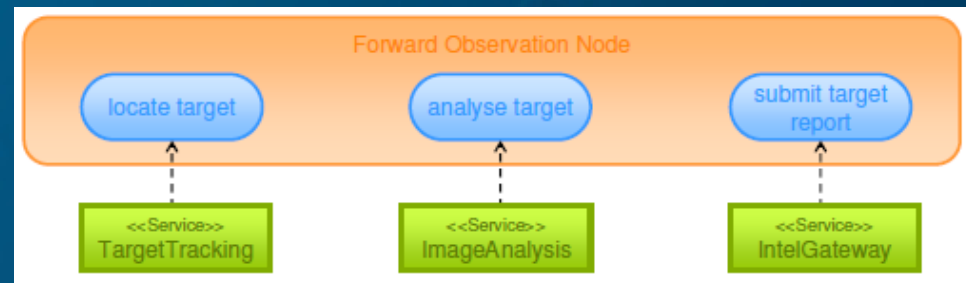 Forward Observation Node
locate target
analyse target
submit target
report
<<Service>>
TargetTracking
<<Service>>
ImageAnalysis
<<Service>>
IntelGateway